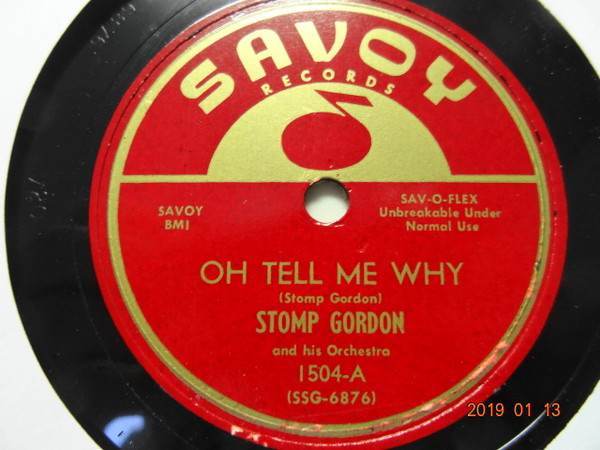 SAVOY
RECORDS
SAVOY
BMI
SAV-O-FLEX
Unbreakable Under
Normal Use
OH TELL ME WHY
(Stomp Gordon)
STOMP GORDON
and his Orchestra
1504-A
(SSG-6876)
2019 01 13